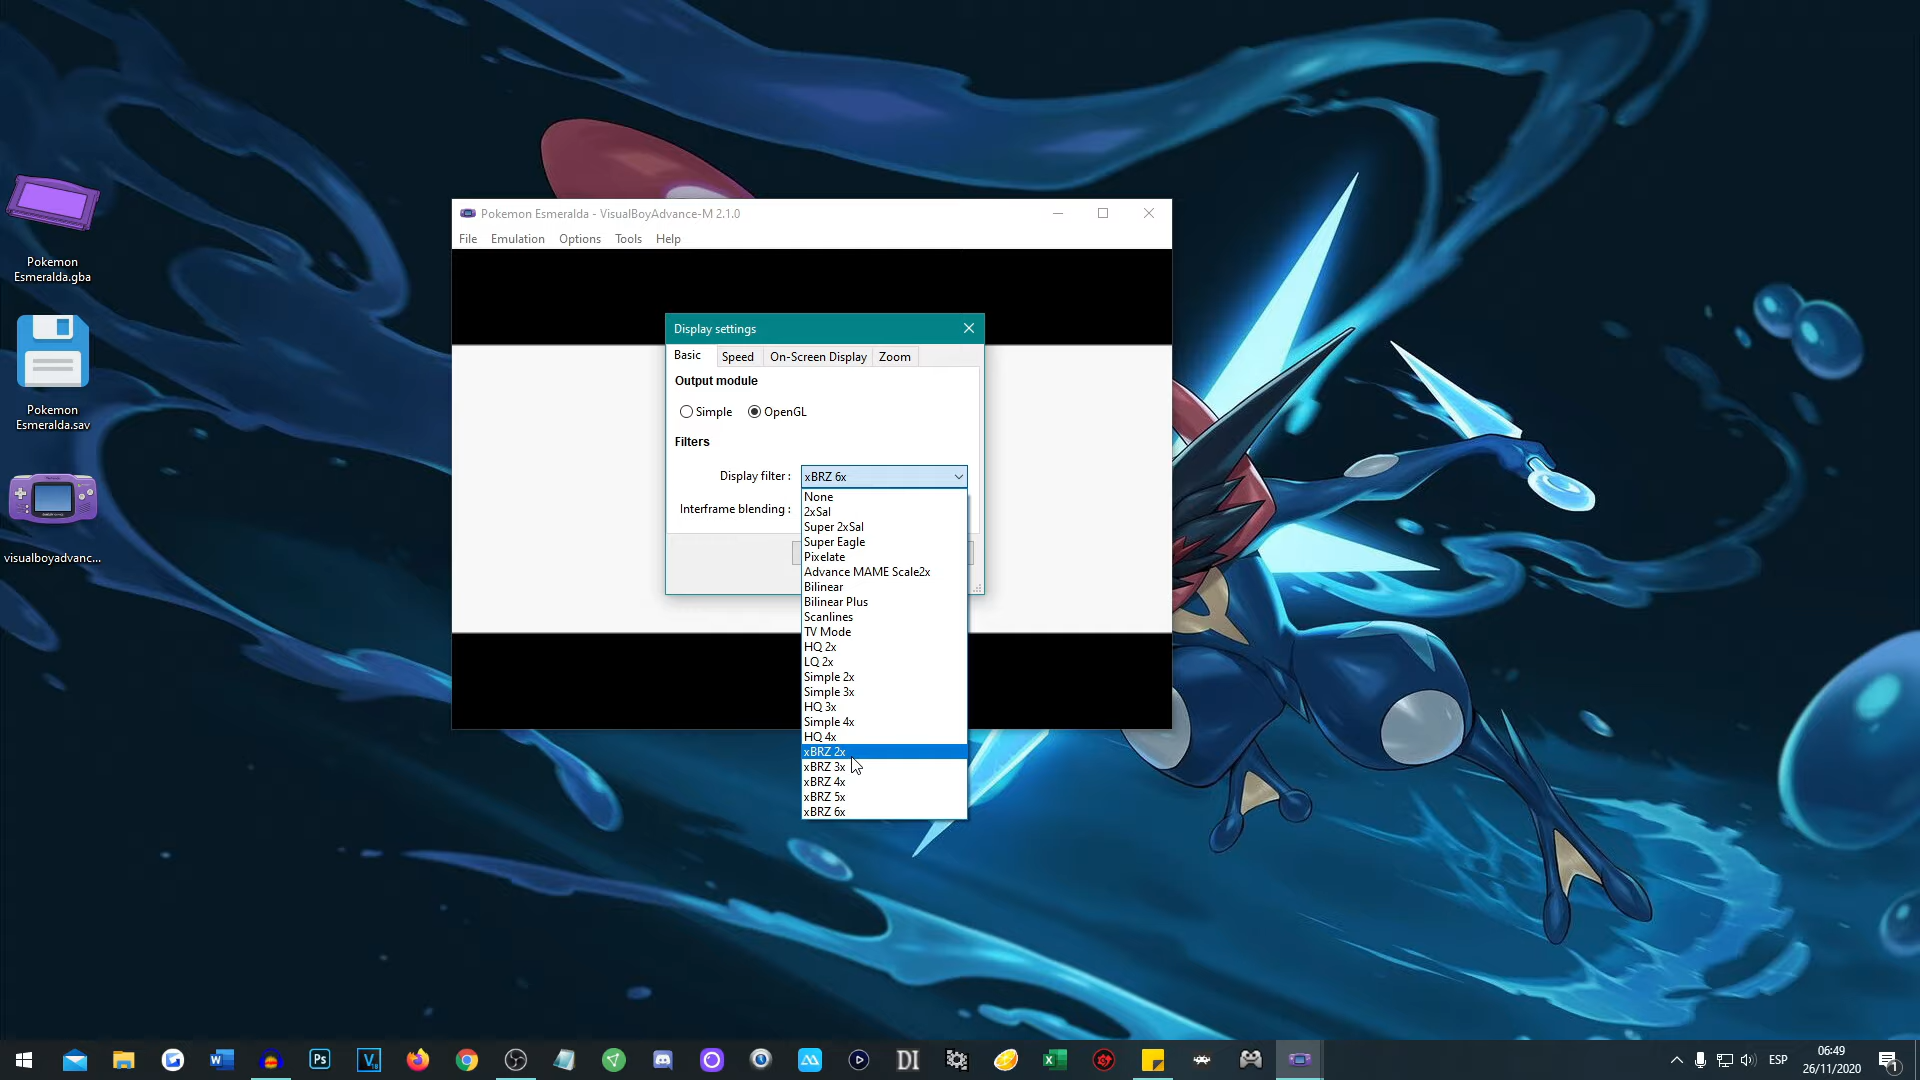 Pokemon
Esmeralda.gba
Pokemon
Esmeralda.sav
visualboyadvanc...
Pokemon Esmeralda - VisualBoyAdvance-M 2.1.0
File Emulation Options Tools Help
Display settings
Basic Speed On-Screen Display Zoom
Output module
Simple OpenGL
Filters
Display filter : xBRZ 6x
Interframe blending :
None
2xSal
Super 2xSal
Super Eagle
Pixelate
Advance MAME Scale2x
Bilinear
Bilinear Plus
Scanlines
TV Mode
HQ 2x
LQ 2x
Simple 2x
Simple 3x
HQ 3x
Simple 4x
HQ 4x
xBRZ 2x
xBRZ 3x
xBRZ 4x
xBRZ 5x
xBRZ 6x
Ps
DI
ESP
06:49
26/11/2020
1